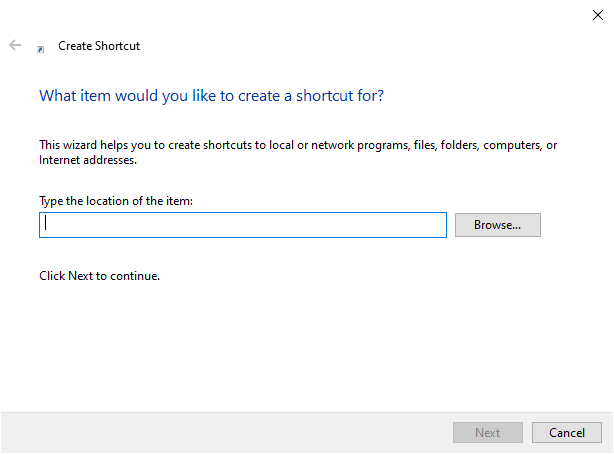 Create Shortcut
What item would you like to create a shortcut for?
This wizard helps you to create shortcuts to local or network programs, files, folders, computers, or
Internet addresses.
Type the location of the item:
Browse...
Click Next to continue.
Next
Cancel